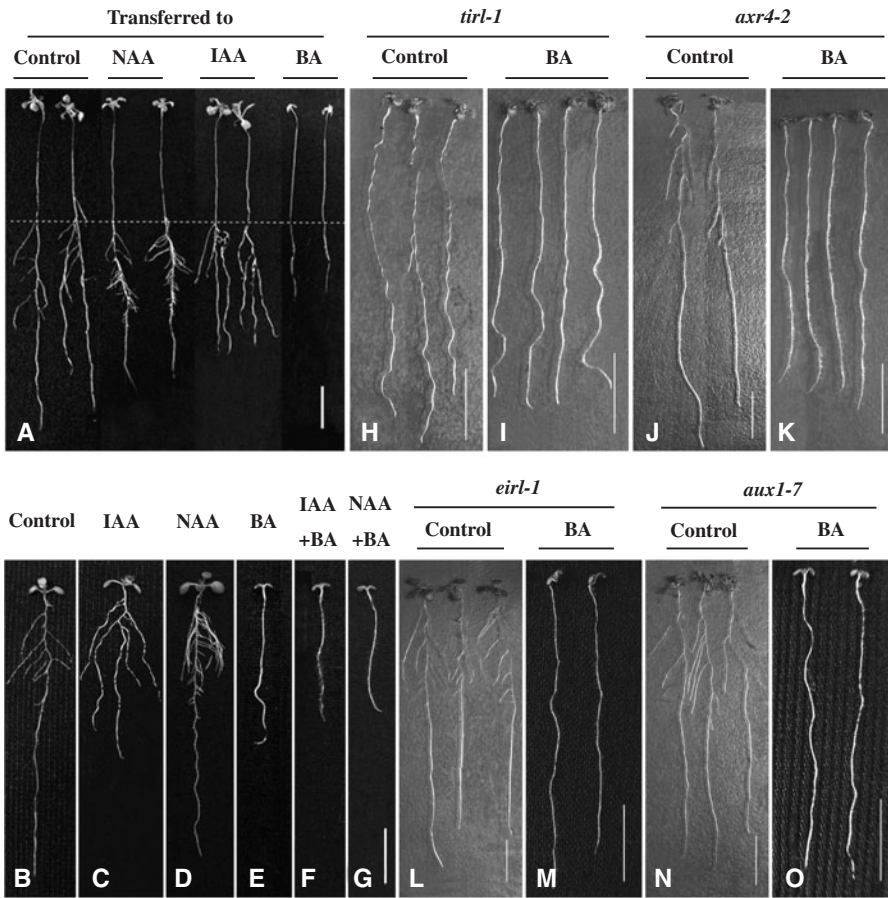 Transferred to
Control NAA IAA BA
tirl-1
Control BA
axr4-2
Control BA
A H I J K
Control IAA NAA BA IAA +BA NAA +BA
eirl-1
Control BA
aux1-7
Control BA
B C D E F G L M N O